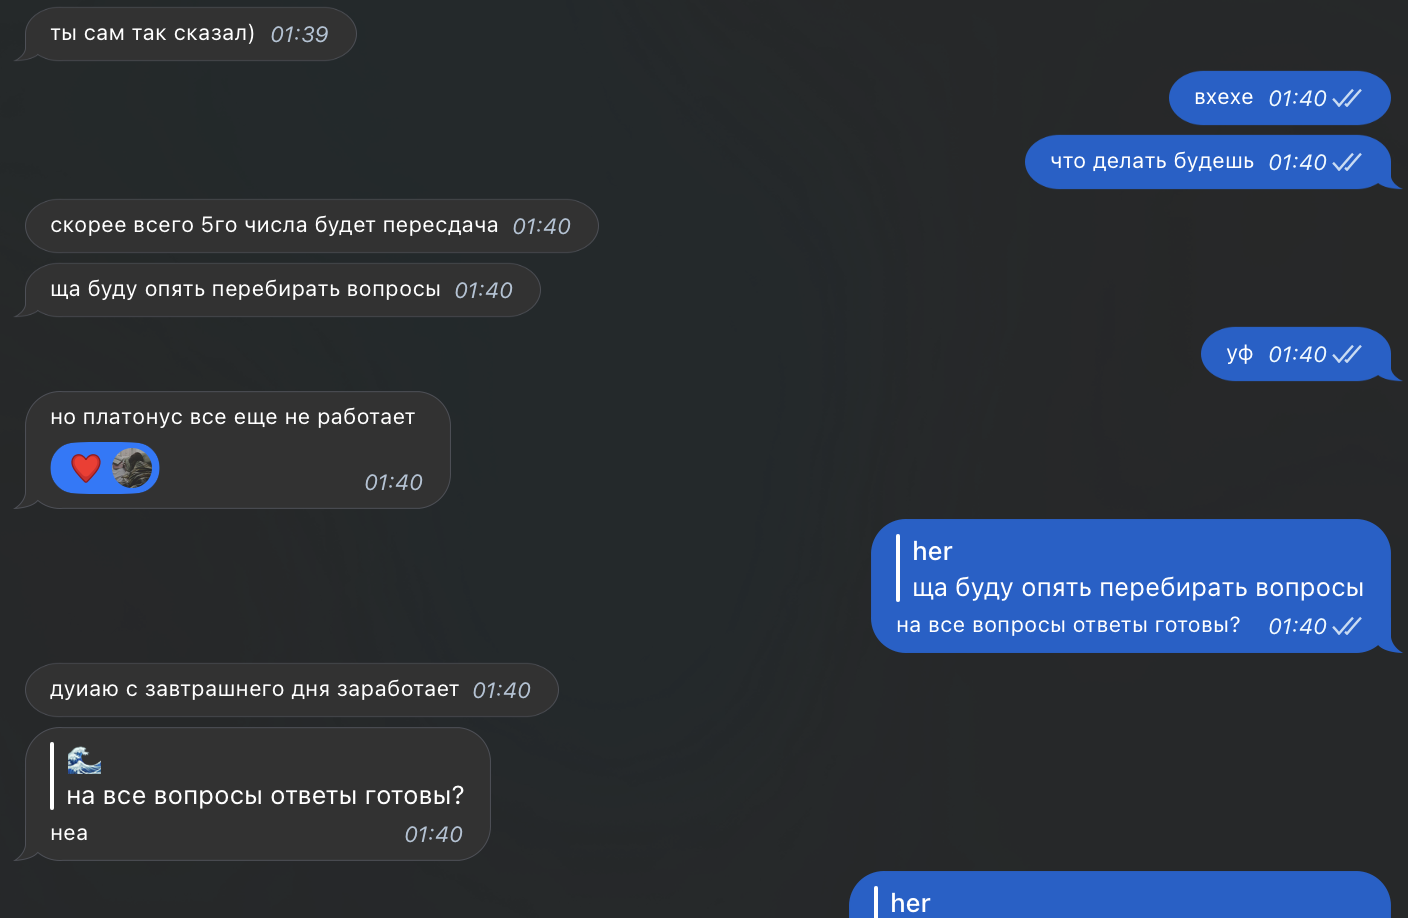 ты сам так сказал) 01:39
вхехе 01:40
что делать будешь 01:40
скорее всего 5го числа будет пересдача 01:40
ща буду опять перебирать вопросы 01:40
уф 01:40
но платонус все еще не работает
❤️ 01:40
her
ща буду опять перебирать вопросы
на все вопросы ответы готовы? 01:40
дуиаю с завтрашнего дня заработает 01:40
🌊
на все вопросы ответы готовы?
неа 01:40
her